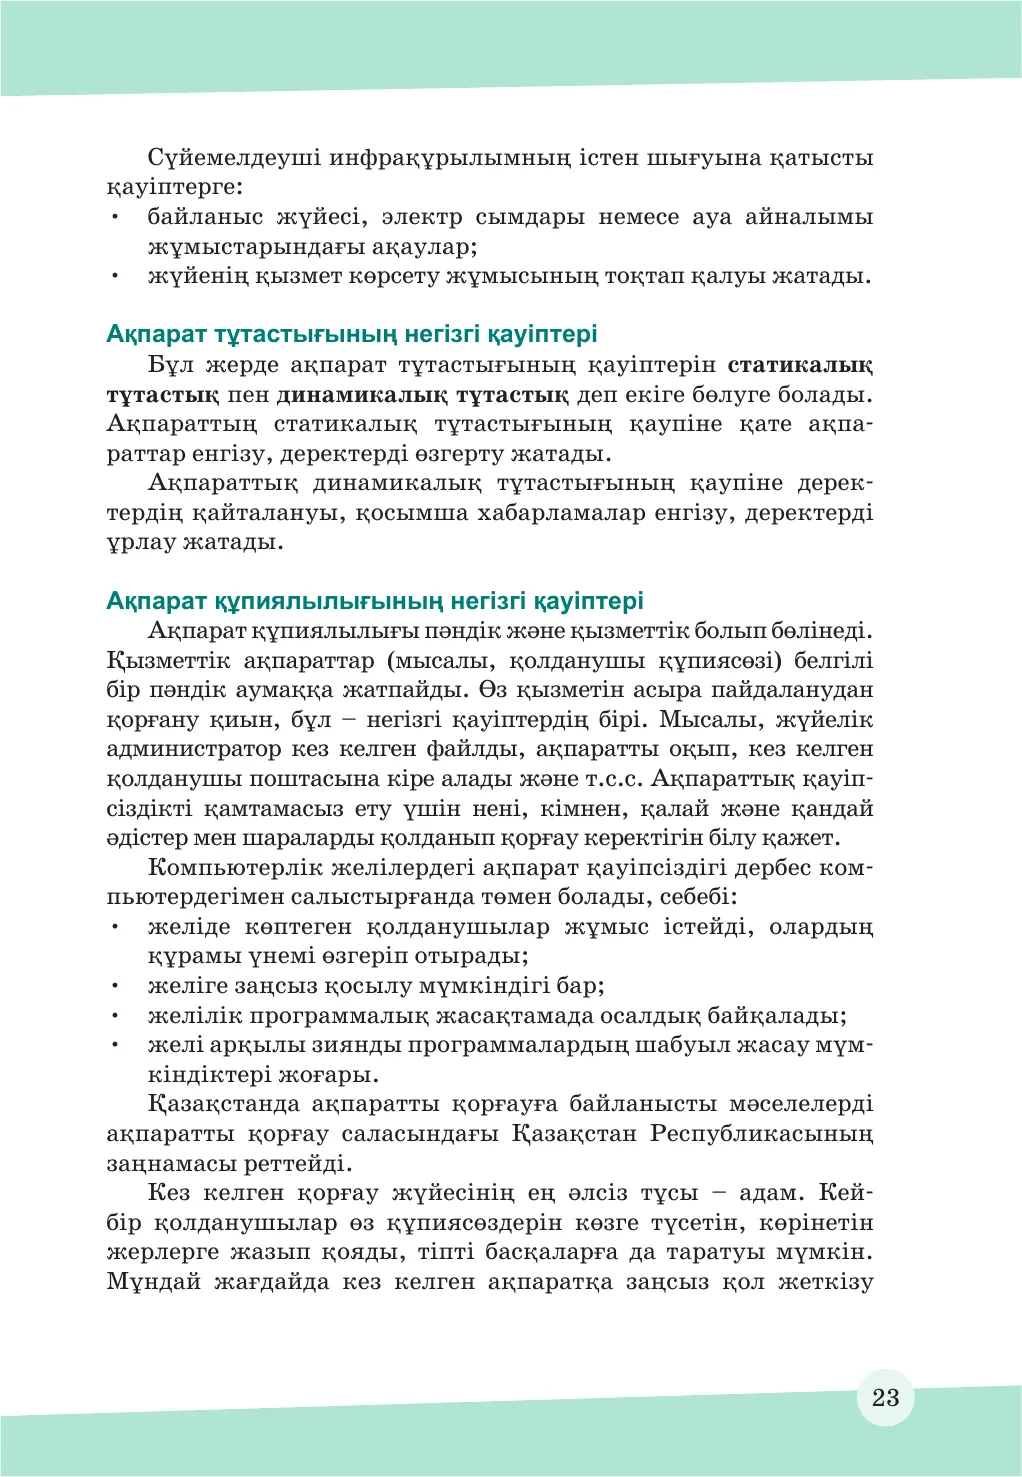 Сүйемелдеуші инфрақұрылымның істен шығуына қатысты
қауіптерге:
• байланыс жүйесі, электр сымдары немесе ауа айналымы
жұмыстарындағы ақаулар;
• жүйенің қызмет көрсету жұмысының тоқтап қалуы жатады.
Ақпарат тұтастығының негізгі қауіптері
Бұл жерде ақпарат тұтастығының қауіптерін статикалық
тұтастық пен динамикалық тұтастық деп екіге бөлуге болады.
Ақпараттың статикалық тұтастығының қаупіне қате ақпа-
раттар енгізу, деректерді өзгерту жатады.
Ақпараттық динамикалық тұтастығының қаупіне дерек-
тердің қайталануы, қосымша хабарламалар енгізу, деректерді
ұрлау жатады.
Ақпарат құпиялылығының негізгі қауіптері
Ақпарат құпиялылығы пәндік және қызметтік болып бөлінеді.
Қызметтік ақпараттар (мысалы, қолданушы құпиясөзі) белгілі
бір пәндік аумаққа жатпайды. Өз қызметін асыра пайдаланудан
қорғану қиын, бұл – негізгі қауіптердің бірі. Мысалы, жүйелік
администратор кез келген файлды, ақпаратты оқып, кез келген
қолданушы поштасына кіре алады және т.с.с. Ақпараттық қауіп-
сіздікті қамтамасыз ету үшін нені, кімнен, қалай және қандай
әдістер мен шараларды қолданып қорғау керектігін білу қажет.
Компьютерлік желілердегі ақпарат қауіпсіздігі дербес ком-
пьютердегімен салыстырғанда төмен болады, себебі:
• желіде көптеген қолданушылар жұмыс істейді, олардың
құрамы үнемі өзгеріп отырады;
• желіге заңсыз қосылу мүмкіндігі бар;
• желілік программалық жасақтамада осалдық байқалады;
• желі арқылы зиянды программалардың шабуыл жасау мүм-
кіндіктері жоғары.
Қазақстанда ақпаратты қорғауға байланысты мәселелерді
ақпаратты қорғау саласындағы Қазақстан Республикасының
заңнамасы реттейді.
Кез келген қорғау жүйесінің ең әлсіз тұсы – адам. Кей-
бір қолданушылар өз құпиясөздерін көзге түсетін, көрінетін
жерлерге жазып қояды, тіпті басқаларға да таратуы мүмкін.
Мұндай жағдайда кез келген ақпаратқа заңсыз қол жеткізу
23